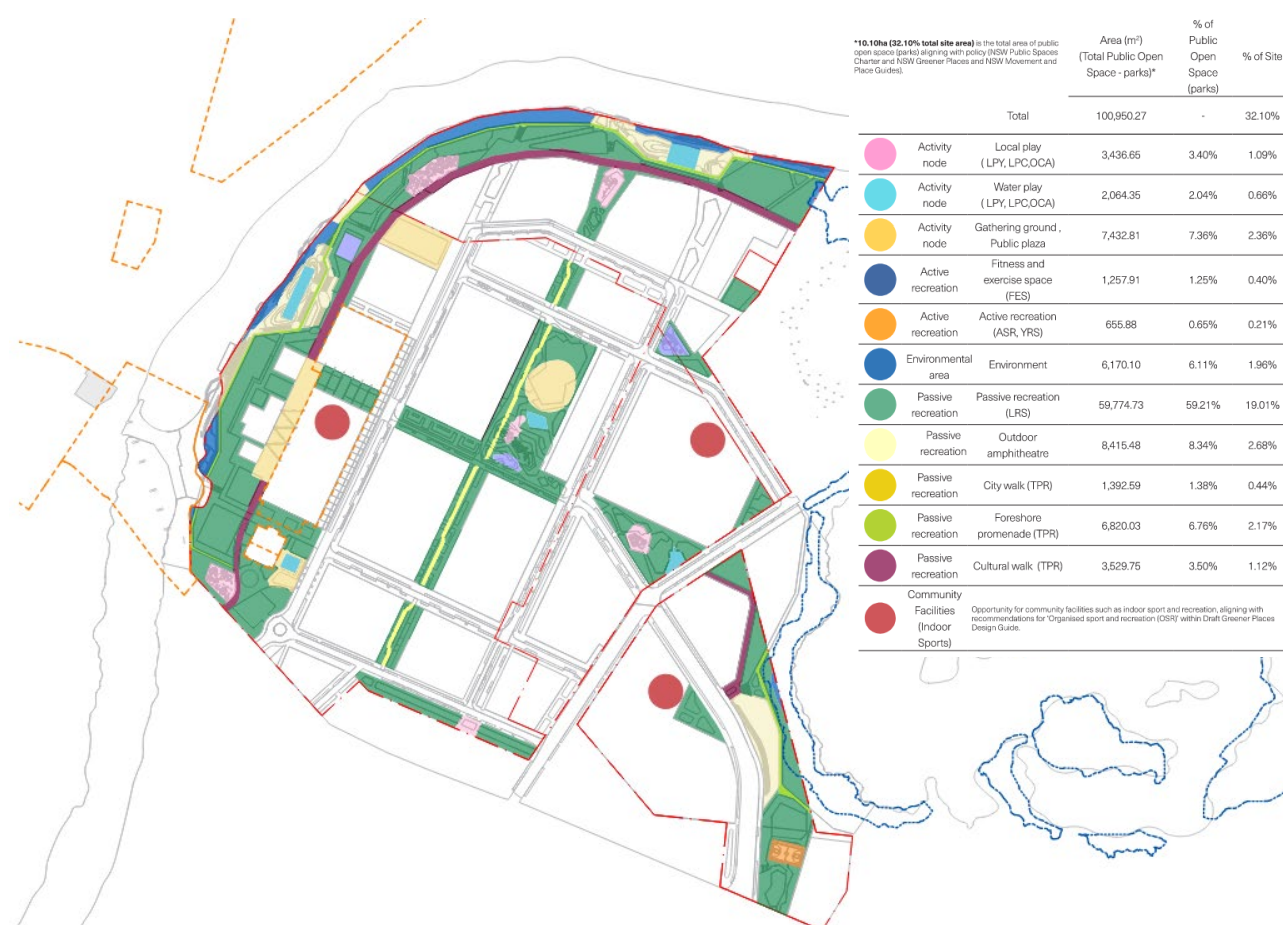 *10.10ha (32.10% total site area) is the total area of public
open space (parks) aligning with policy (NSW Public Spaces
Charter and NSW Greener Places and NSW Movement and
Place Guides).
Area (m²)
(Total Public Open
Space - parks)*
% of
Public
Open
Space
(parks)
% of Site
Total 100,950.27 - 32.10%
Activity
node
Local play
( LPY, LPC,OCA)
3,436.65 3.40% 1.09%
Activity
node
Water play
( LPY, LPC,OCA)
2,064.35 2.04% 0.66%
Activity
node
Gathering ground ,
Public plaza
7,432.81 7.36% 2.36%
Active
recreation
Fitness and
exercise space
(FES)
1,257.91 1.25% 0.40%
Active
recreation
Active recreation
(ASR, YRS)
655.88 0.65% 0.21%
Environmental
area
Environment
6,170.10 6.11% 1.96%
Passive
recreation
Passive recreation
(LRS)
59,774.73 59.21% 19.01%
Passive
recreation
Outdoor
amphitheatre
8,415.48 8.34% 2.68%
Passive
recreation
City walk (TPR)
1,392.59 1.38% 0.44%
Passive
recreation
Foreshore
promenade (TPR)
6,820.03 6.76% 2.17%
Passive
recreation
Cultural walk (TPR)
3,529.75 3.50% 1.12%
Community
Facilities
(Indoor
Sports)
Opportunity for community facilities such as indoor sport and recreation, aligning with
recommendations for 'Organised sport and recreation (OSR)' within Draft Greener Places
Design Guide.